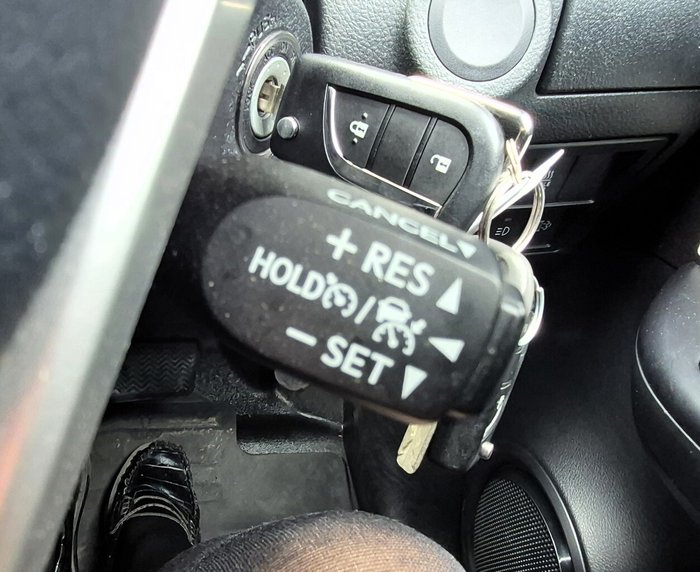 CANCEL
+ RES
HOLD /
− SET